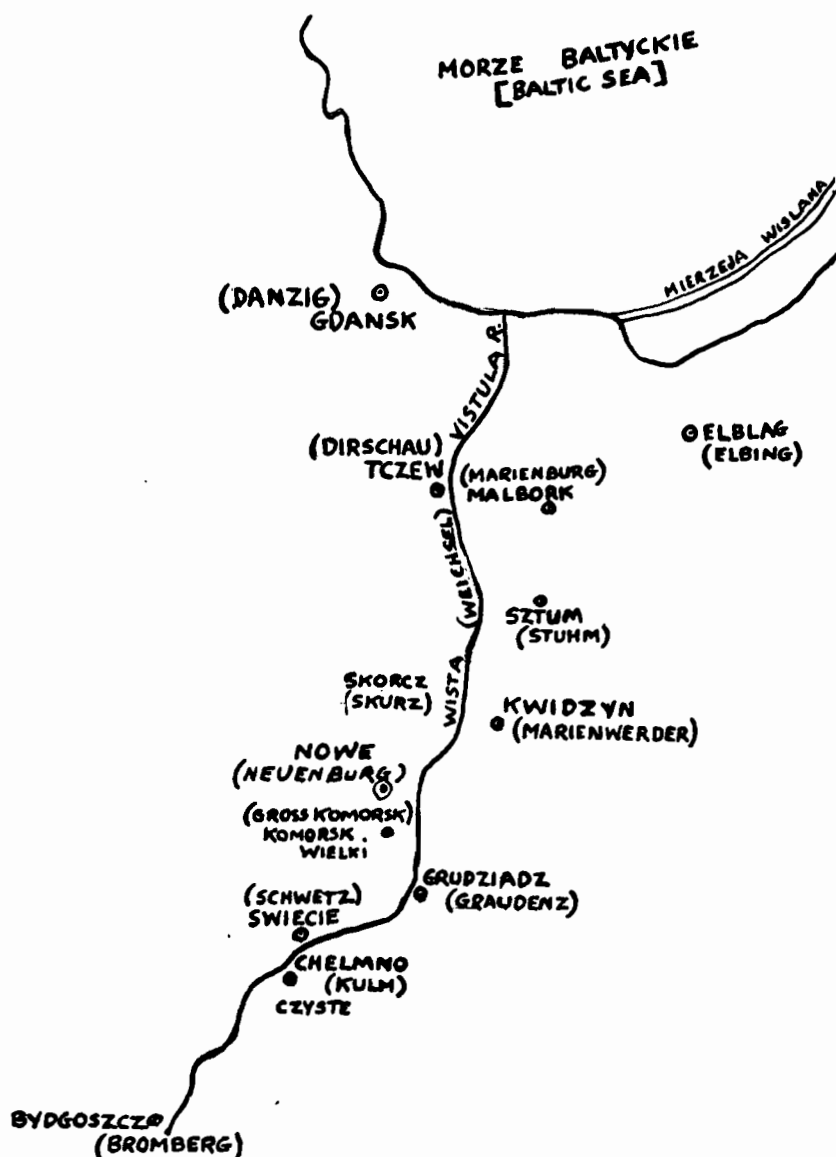 MORZE BALTYCKIE
[BALTIC SEA]
MIERZEJA WISLANA
(DANZIG)
GDANSK
VISTULA R.
ELBLAG
(ELBING)
(DIRSCHAU)
TCZEW
(MARIENBURG)
MALBORK
(WEICHSEL)
SZTUM
(STUHM)
WISTA
SKORCZ
(SKURZ)
KWIDZYN
(MARIENWERDER)
NOWE
(NEUENBURG)
(GROSS KOMORSK)
KOMORSK
WIELKI
GRUDZIADZ
(GRAUDENZ)
(SCHWETZ)
SWIECIE
CHELMNO
(KULM)
CZYSTE
BYDGOSZCZ
(BROMBERG)